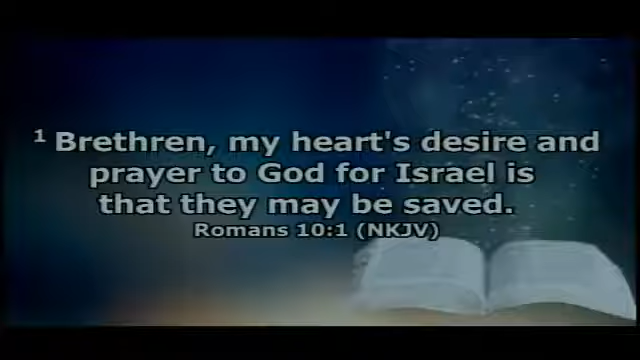 1 Brethren, my heart's desire and
prayer to God for Israel is
that they may be saved.
Romans 10:1 (NKJV)